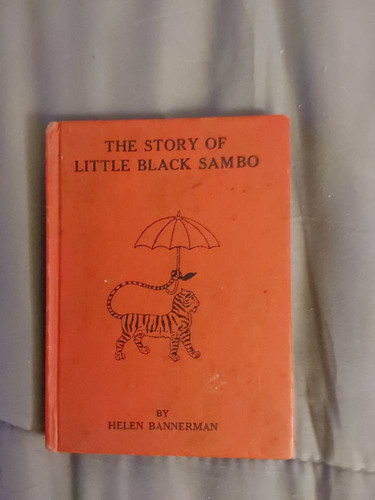 THE STORY OF
LITTLE BLACK SAMBO
BY
HELEN BANNERMAN